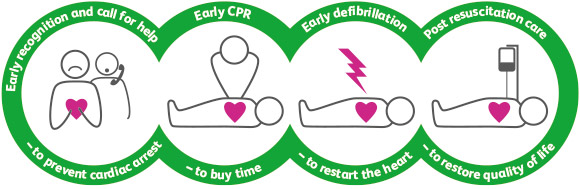 Early recognition and call for help
– to prevent cardiac arrest
Early CPR
– to buy time
Early defibrillation
– to restart the heart
Post resuscitation care
– to restore quality of life